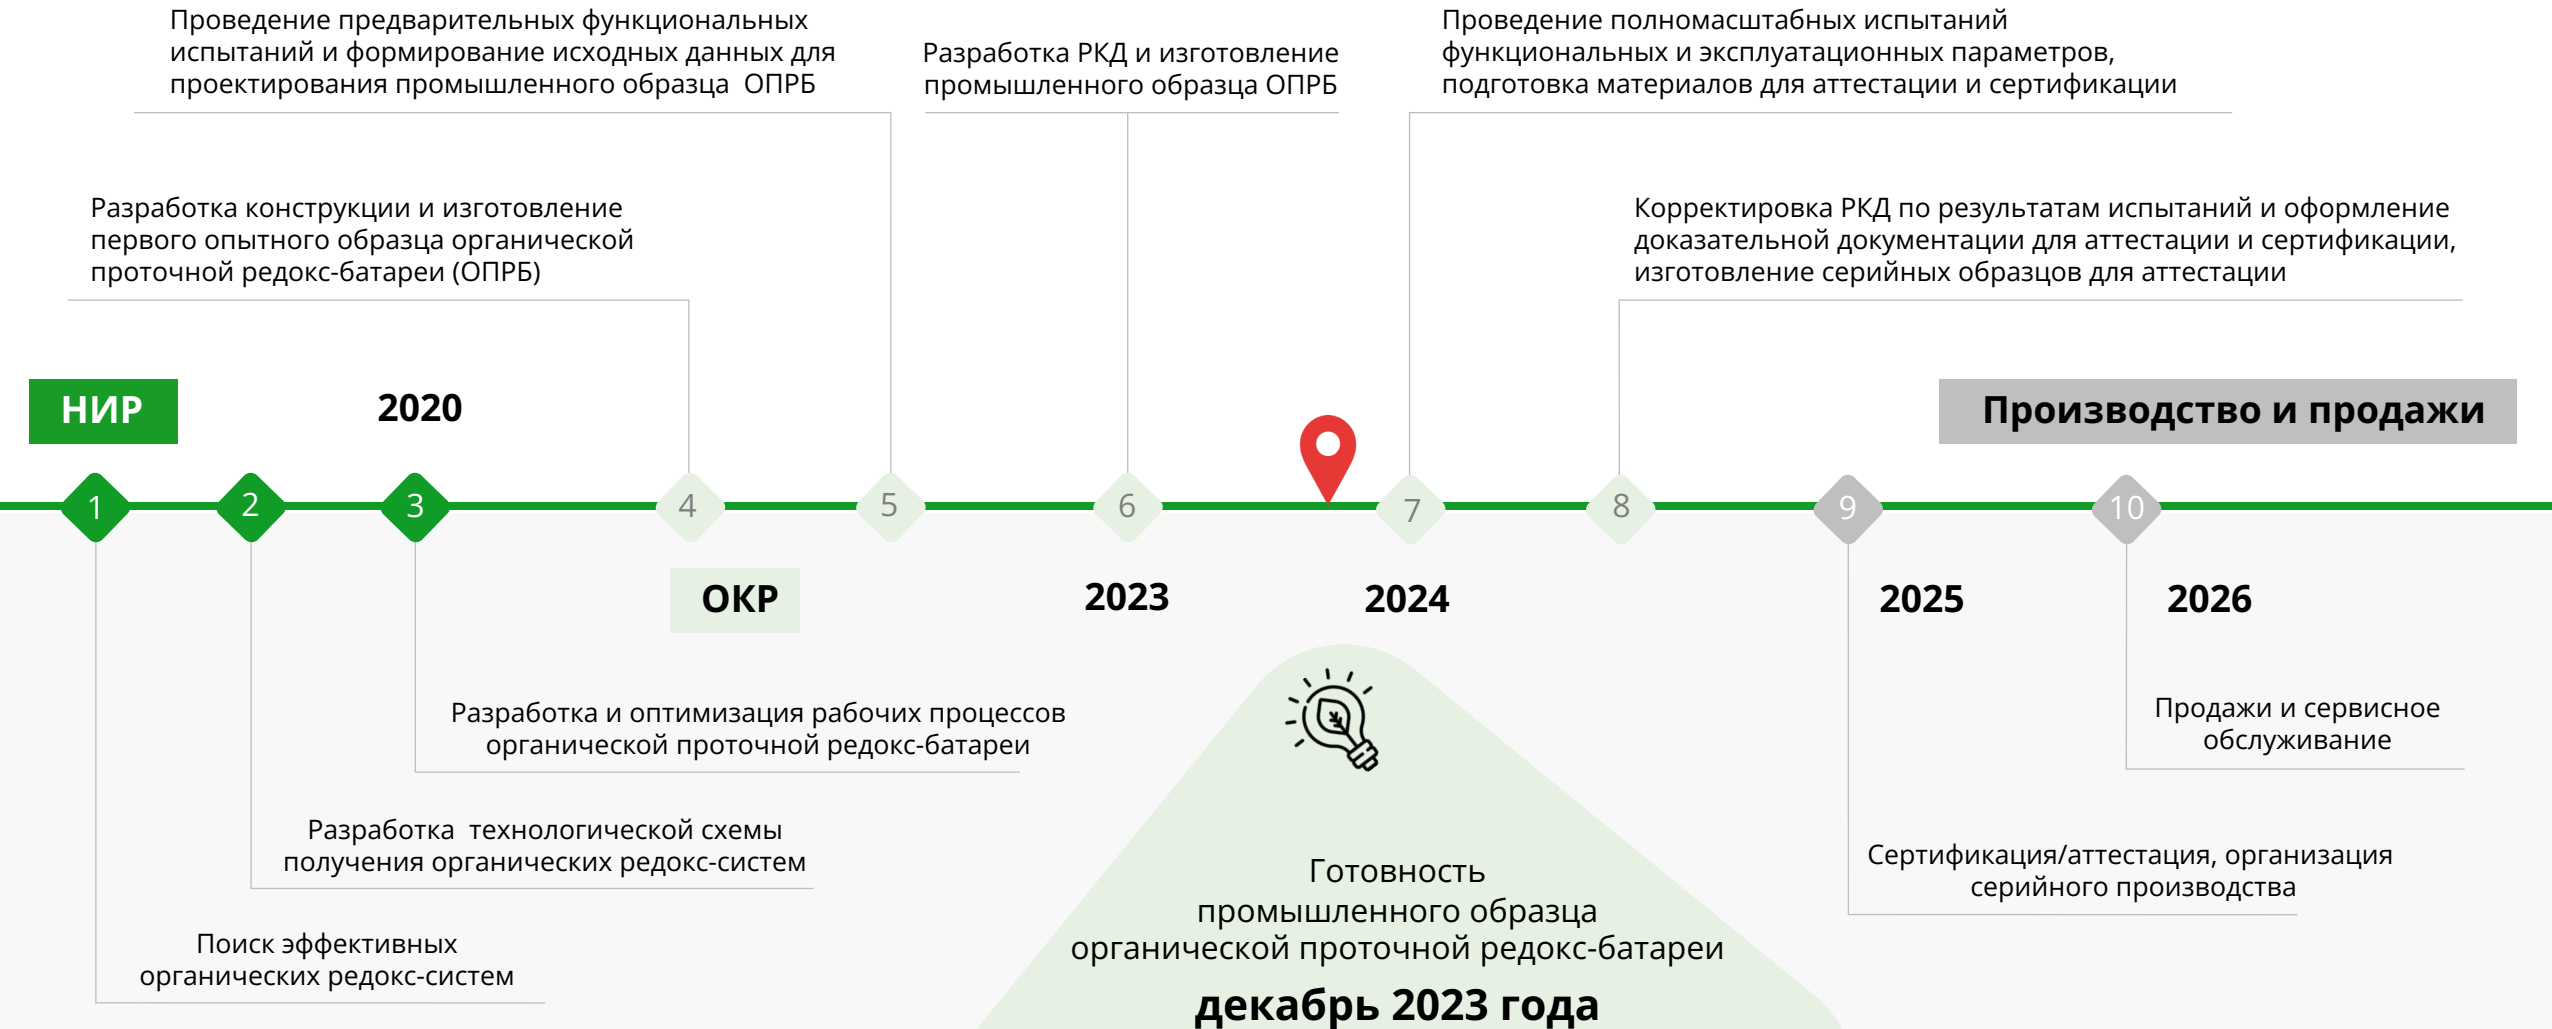 Проведение предварительных функциональных
испытаний и формирование исходных данных для
проектирования промышленного образца ОПРБ
Разработка РКД и изготовление
промышленного образца ОПРБ
Проведение полномасштабных испытаний
функциональных и эксплуатационных параметров,
подготовка материалов для аттестации и сертификации
Разработка конструкции и изготовление
первого опытного образца органической
проточной редокс-батареи (ОПРБ)
Корректировка РКД по результатам испытаний и оформление
доказательной документации для аттестации и сертификации,
изготовление серийных образцов для аттестации
НИР
2020
Производство и продажи
1
2
3
4
5
6
7
8
9
10
ОКР
2023
2024
2025
2026
Разработка и оптимизация рабочих процессов
органической проточной редокс-батареи
Продажи и сервисное
обслуживание
Разработка технологической схемы
получения органических редокс-систем
Сертификация/аттестация, организация
серийного производства
Поиск эффективных
органических редокс-систем
Готовность
промышленного образца
органической проточной редокс-батареи
декабрь 2023 года